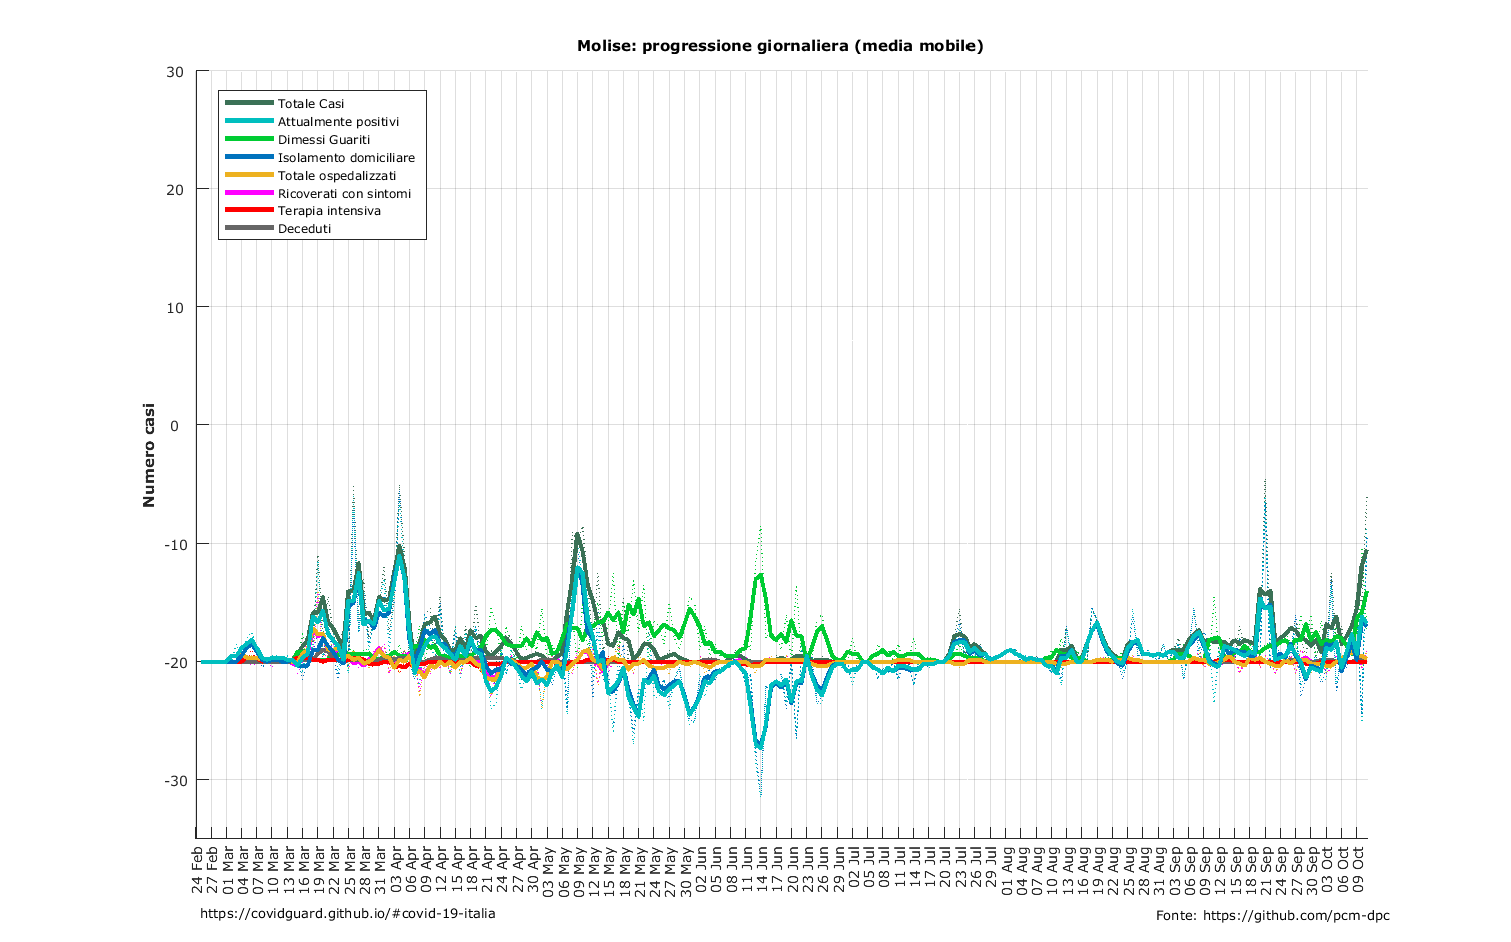 Molise: progressione giornaliera (media mobile)
Numero casi
30
20
10
0
-10
-20
-30
Totale Casi
Attualmente positivi
Dimessi Guariti
Isolamento domiciliare
Totale ospedalizzati
Ricoverati con sintomi
Terapia intensiva
Deceduti
24 Feb
27 Feb
01 Mar
04 Mar
07 Mar
10 Mar
13 Mar
16 Mar
19 Mar
22 Mar
25 Mar
28 Mar
31 Mar
03 Apr
06 Apr
09 Apr
12 Apr
15 Apr
18 Apr
21 Apr
24 Apr
27 Apr
30 Apr
03 May
06 May
09 May
12 May
15 May
18 May
21 May
24 May
27 May
30 May
02 Jun
05 Jun
08 Jun
11 Jun
14 Jun
17 Jun
20 Jun
23 Jun
26 Jun
29 Jun
02 Jul
05 Jul
08 Jul
11 Jul
14 Jul
17 Jul
20 Jul
23 Jul
26 Jul
29 Jul
01 Aug
04 Aug
07 Aug
10 Aug
13 Aug
16 Aug
19 Aug
22 Aug
25 Aug
28 Aug
31 Aug
03 Sep
06 Sep
09 Sep
12 Sep
15 Sep
18 Sep
21 Sep
24 Sep
27 Sep
30 Sep
03 Oct
06 Oct
09 Oct
https://covidguard.github.io/#covid-19-italia
Fonte: https://github.com/pcm-dpc